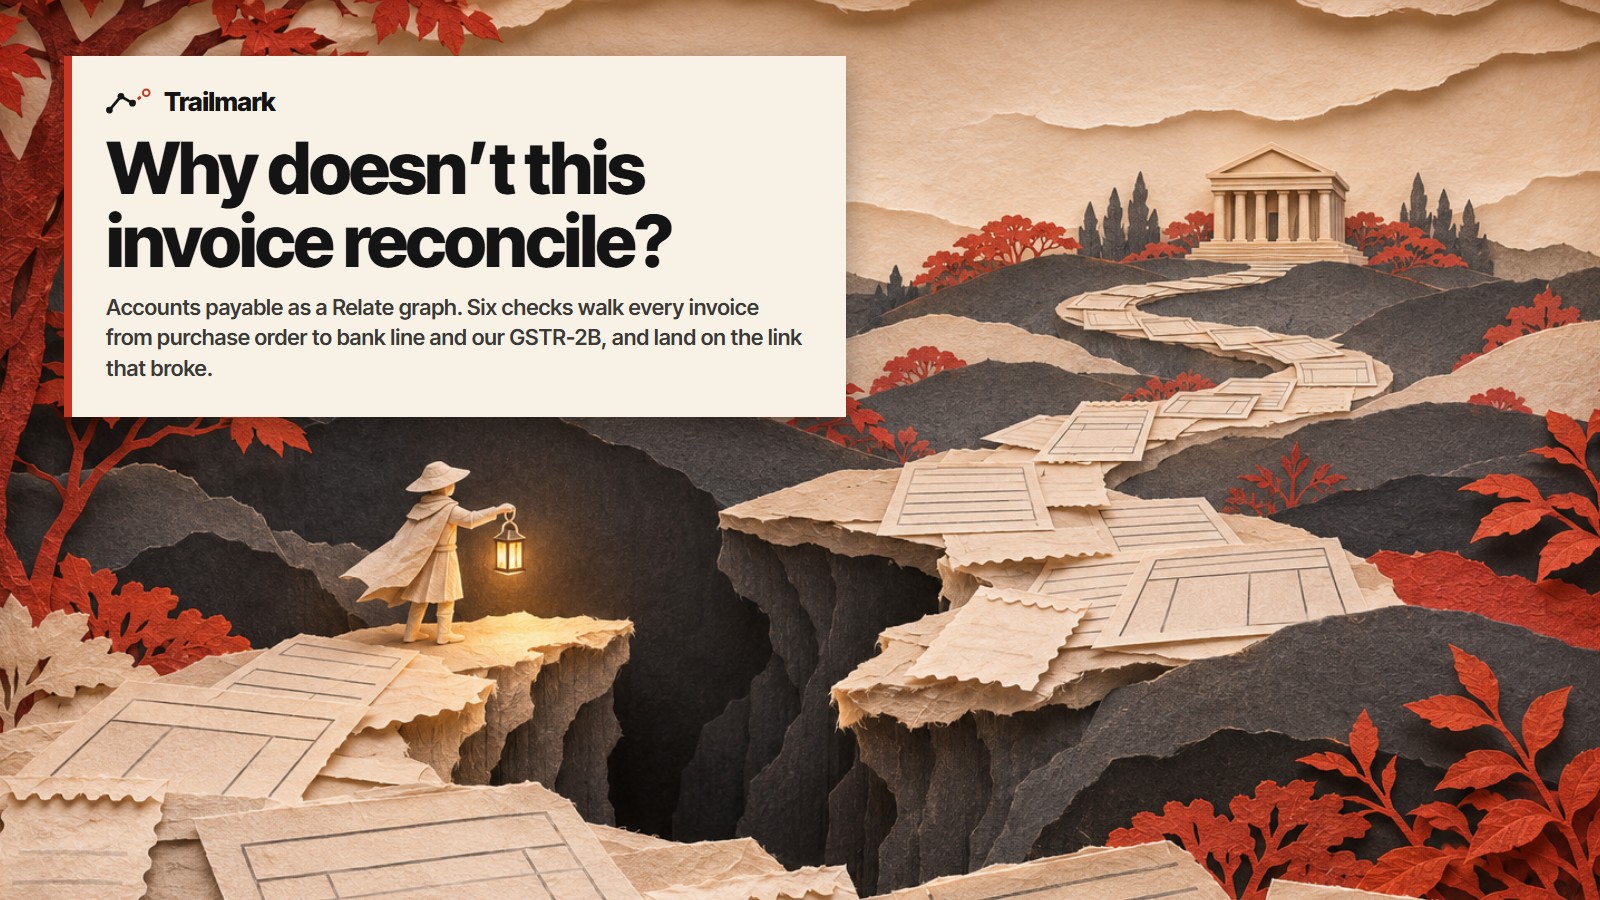 Trailmark
Why doesn’t this
invoice reconcile?
Accounts payable as a Relate graph. Six checks walk every invoice
from purchase order to bank line and our GSTR-2B, and land on the link
that broke.